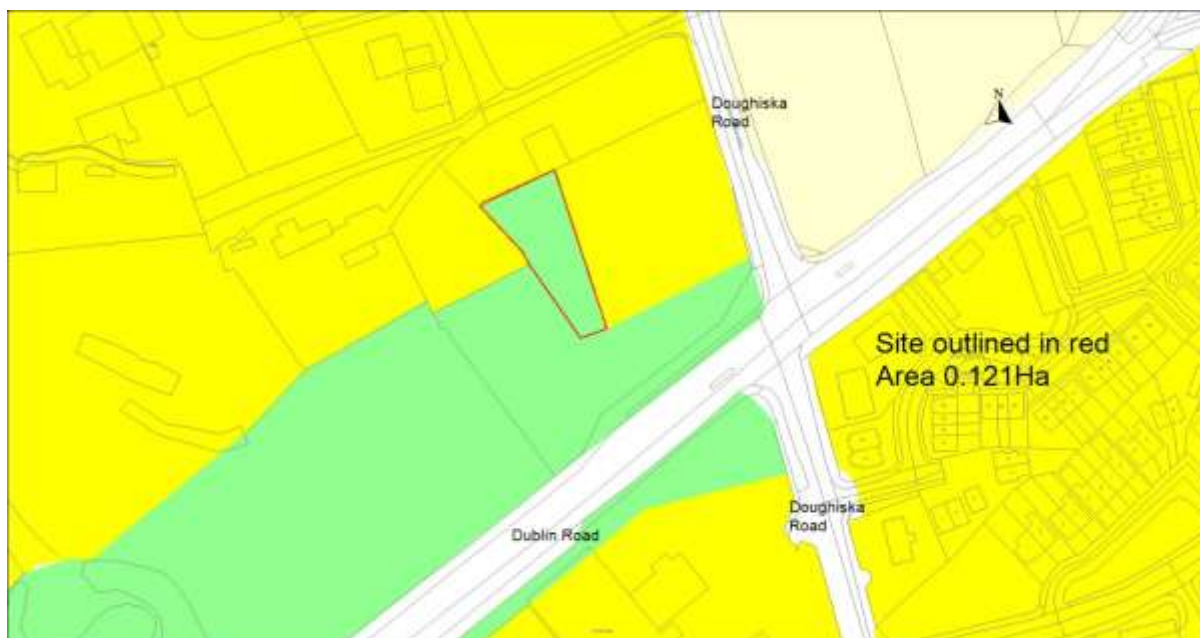 Doughiska
Road
N
Site outlined in red
Area 0.121Ha
Doughiska
Road
Dublin Road